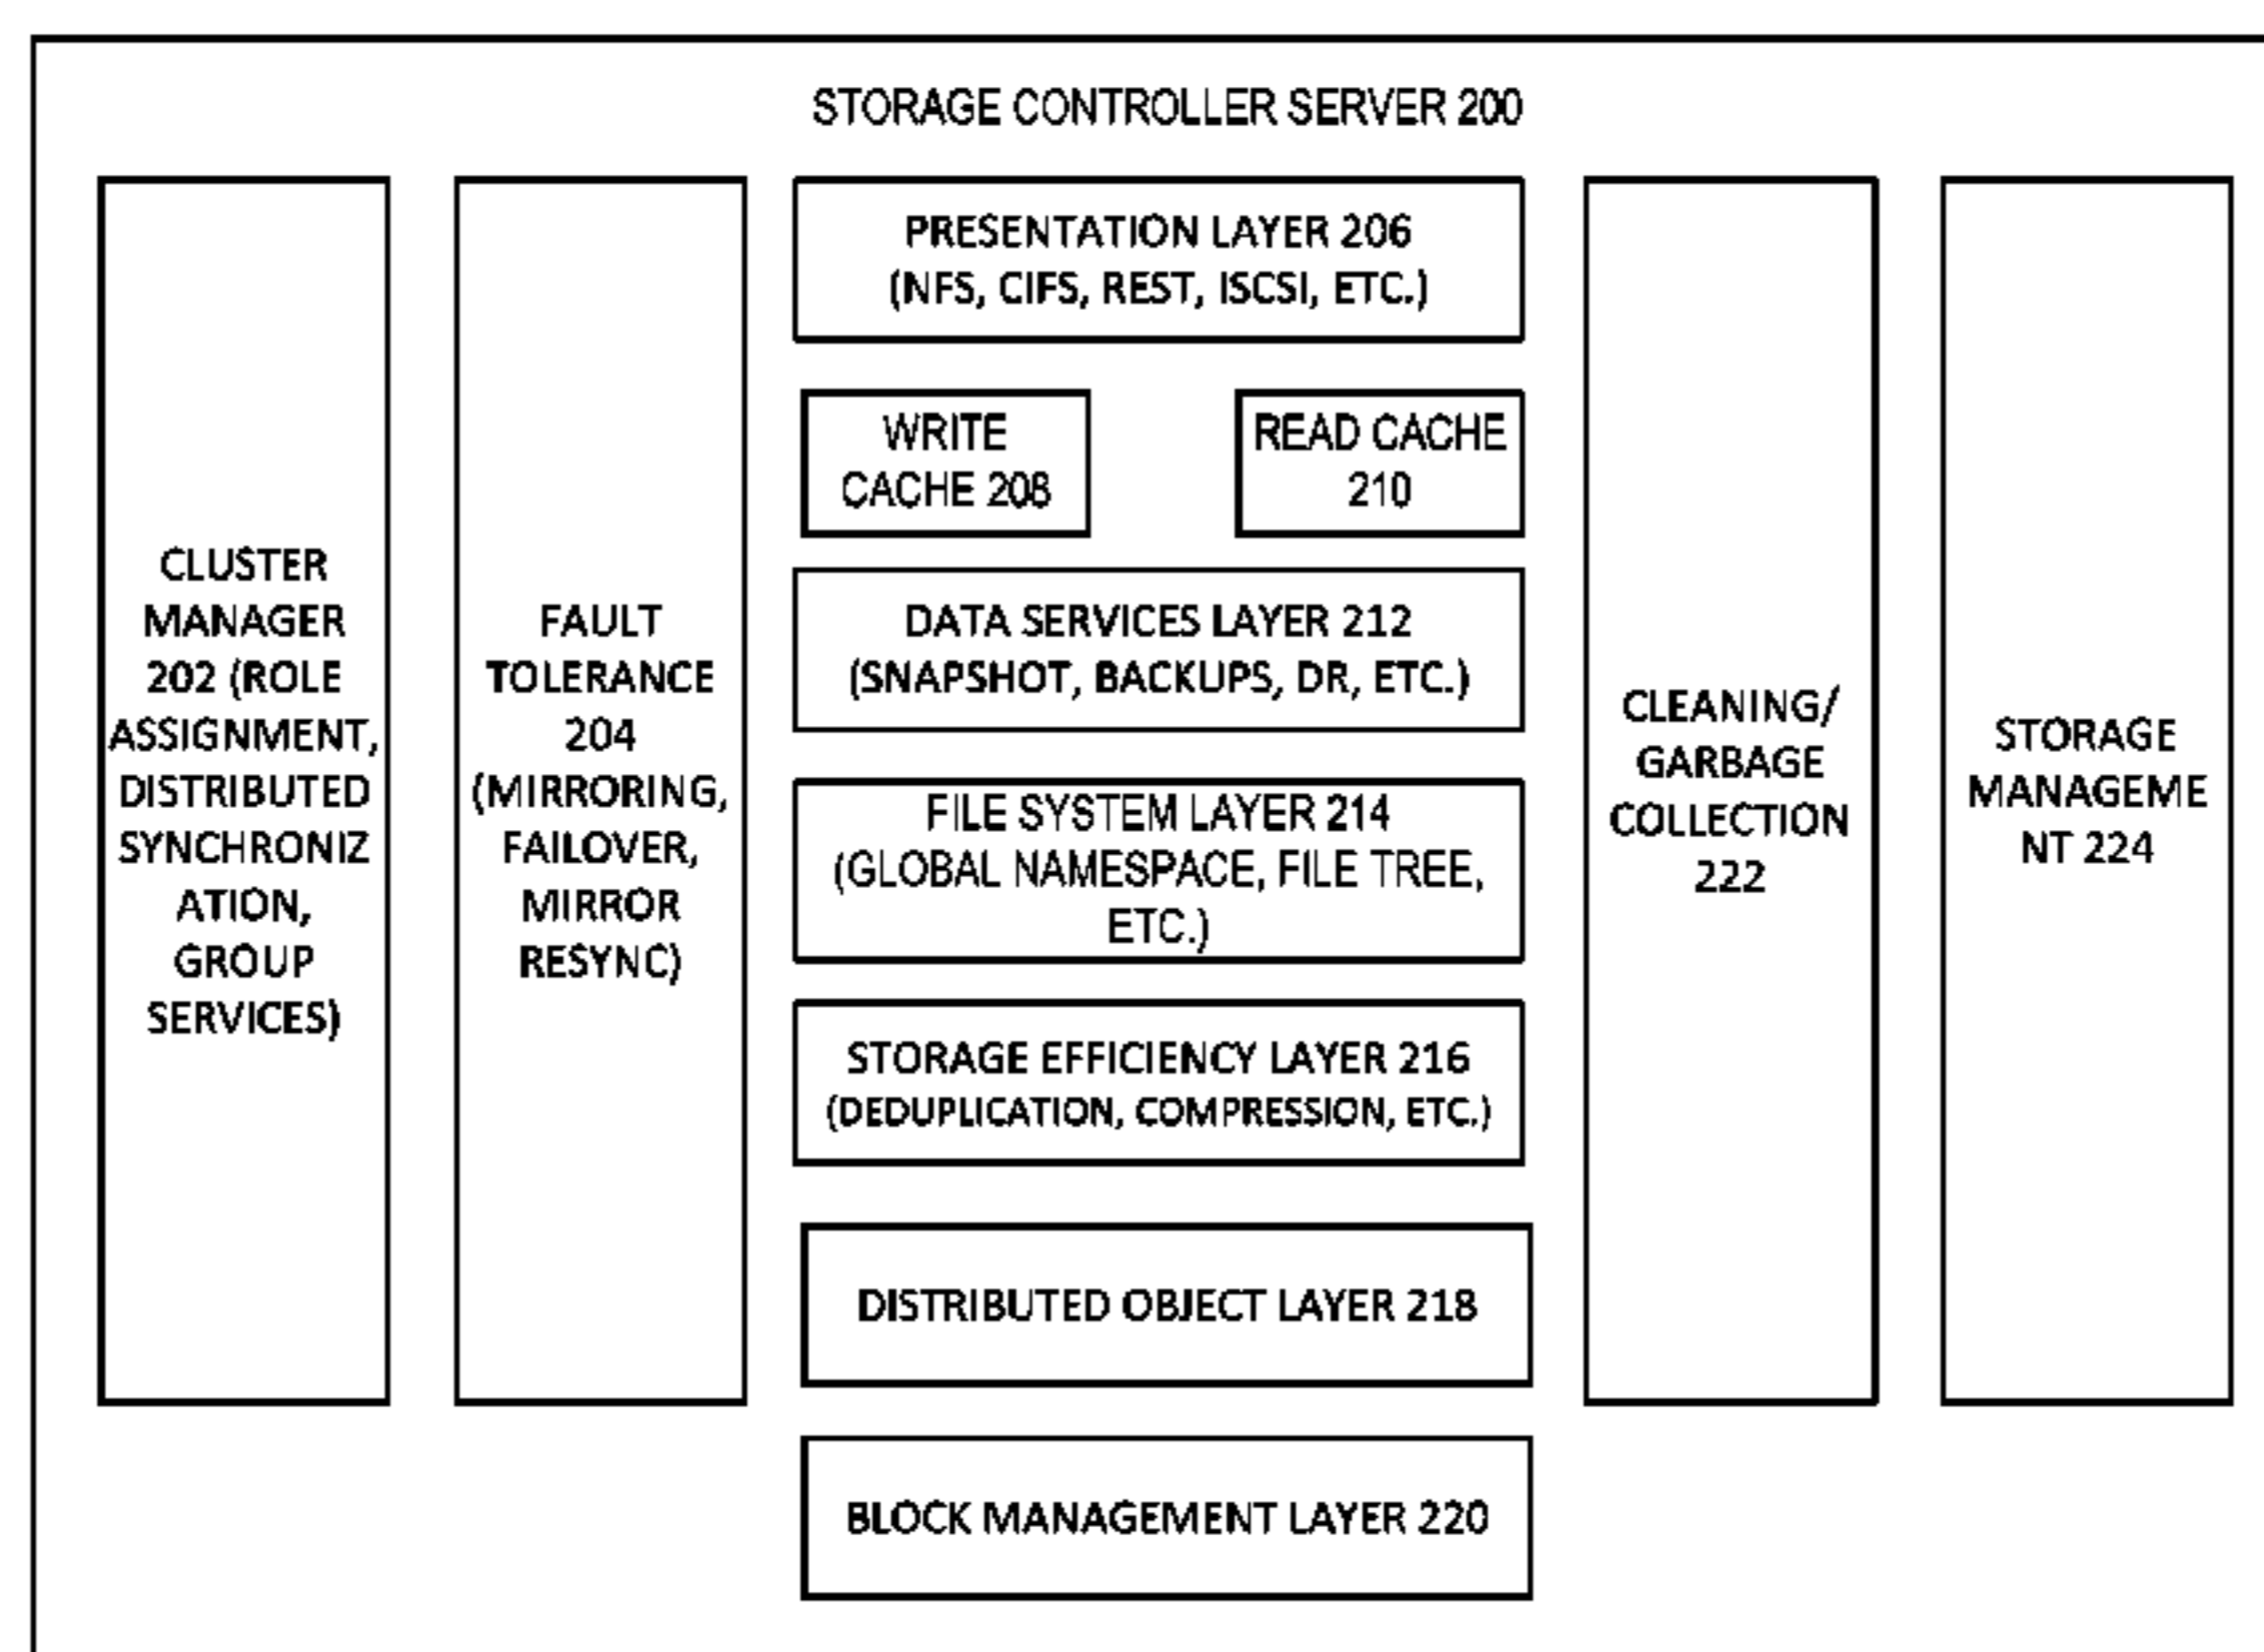 STORAGE CONTROLLER SERVER 200
CLUSTER
MANAGER
202 (ROLE
ASSIGNMENT,
DISTRIBUTED
SYNCHRONIZ
ATION,
GROUP
SERVICES)
FAULT
TOLERANCE
204
(MIRRORING,
FAILOVER,
MIRROR
RESYNC)
PRESENTATION LAYER 206
(NFS, CIFS, REST, ISCSI, ETC.)
WRITE
CACHE 208
READ CACHE
210
DATA SERVICES LAYER 212
(SNAPSHOT, BACKUPS, DR, ETC.)
FILE SYSTEM LAYER 214
(GLOBAL NAMESPACE, FILE TREE,
ETC.)
STORAGE EFFICIENCY LAYER 216
(DEDUPLICATION, COMPRESSION, ETC.)
DISTRIBUTED OBJECT LAYER 218
BLOCK MANAGEMENT LAYER 220
CLEANING/
GARBAGE
COLLECTION
222
STORAGE
MANAGEME
NT 224